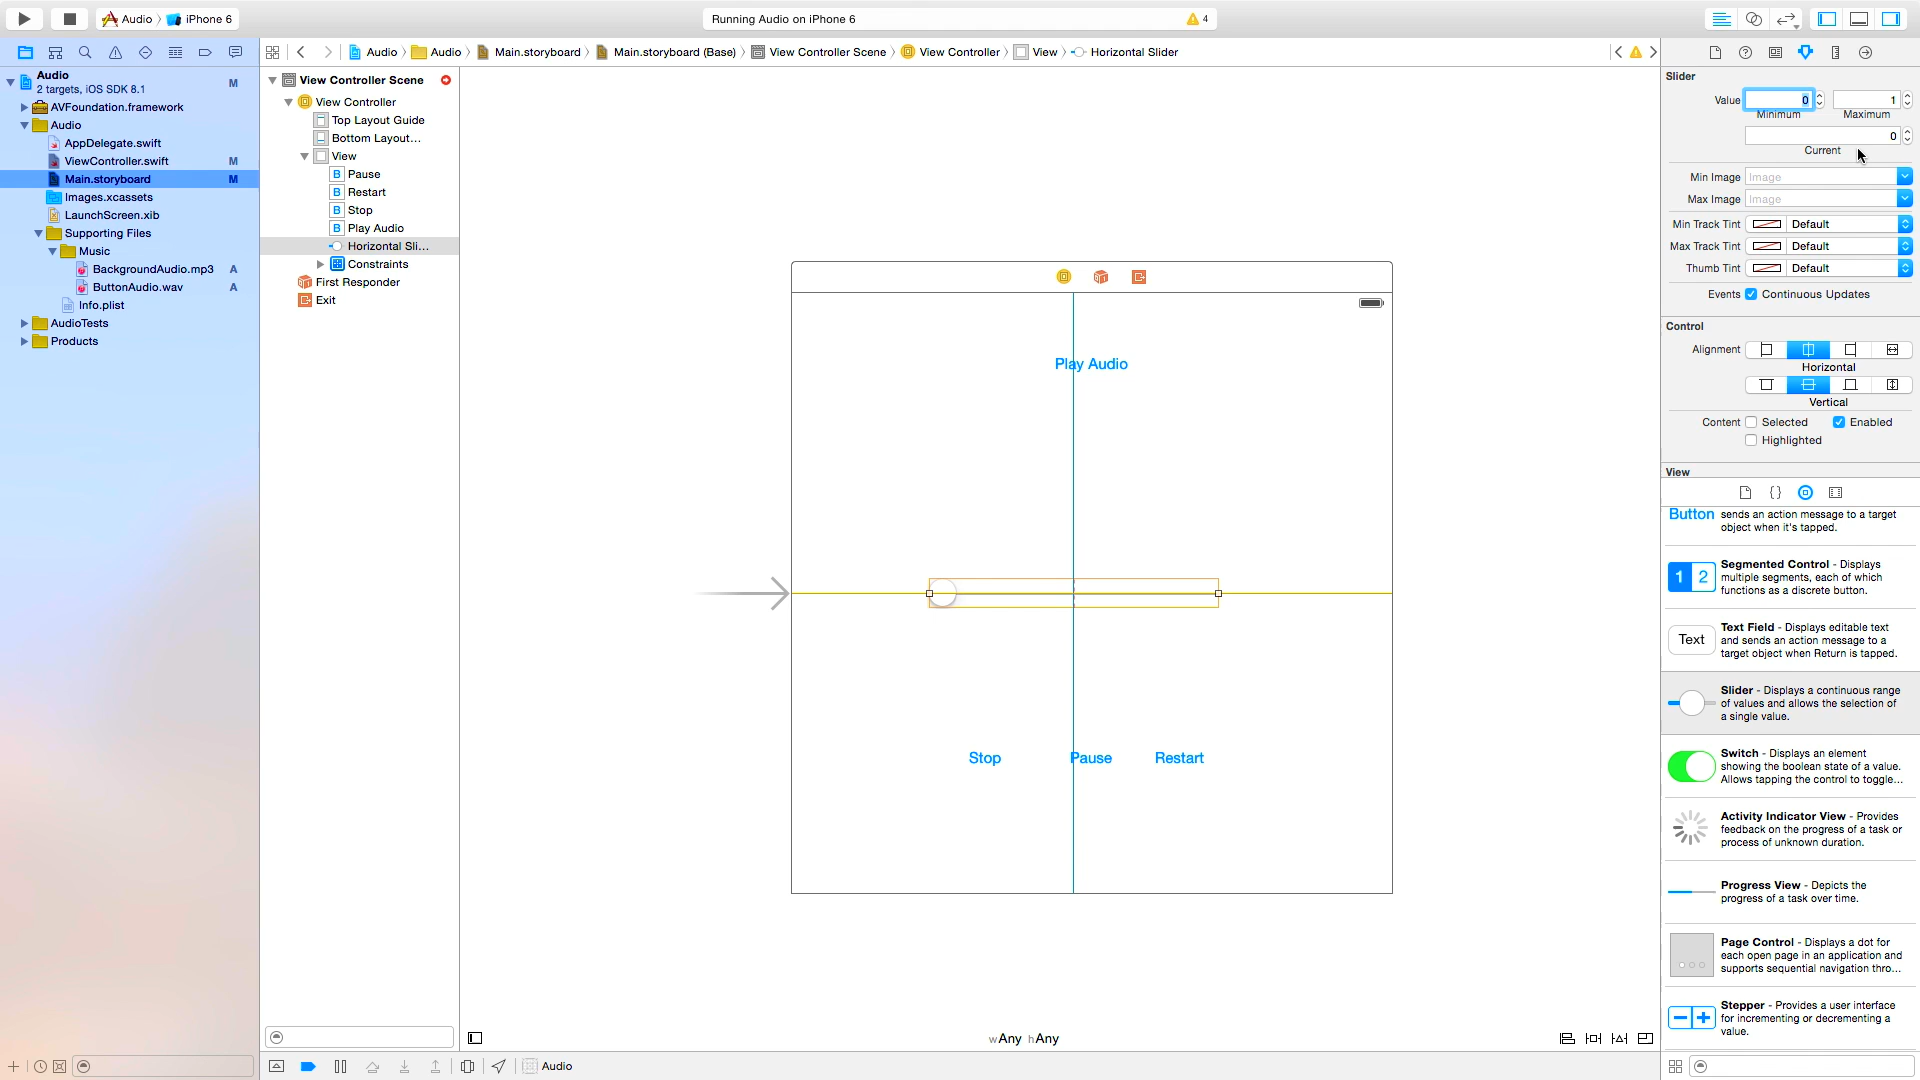 Audio
iPhone 6
Running Audio on iPhone 6
4
Audio
Audio
Main.storyboard
Main.storyboard (Base)
View Controller Scene
View Controller
View
Horizontal Slider
Audio
2 targets, iOS SDK 8.1
M
AVFoundation.framework
Audio
AppDelegate.swift
ViewController.swift
M
Main.storyboard
M
Images.xcassets
LaunchScreen.xib
Supporting Files
Music
BackgroundAudio.mp3
A
ButtonAudio.wav
A
Info.plist
AudioTests
Products
View Controller Scene
View Controller
Top Layout Guide
Bottom Layout...
View
B Pause
B Restart
B Stop
B Play Audio
Horizontal Sli...
Constraints
First Responder
Exit
Play Audio
Stop
Pause
Restart
wAny hAny
Audio
Slider
Value
0
1
Minimum
Maximum
0
Current
Min Image
Image
Max Image
Image
Min Track Tint
Default
Max Track Tint
Default
Thumb Tint
Default
Events
Continuous Updates
Control
Alignment
Horizontal
Vertical
Content
Selected
Enabled
Highlighted
View
{}
Button
sends an action message to a target
object when it's tapped.
1 2
Segmented Control - Displays
multiple segments, each of which
functions as a discrete button.
Text
Text Field - Displays editable text
and sends an action message to a
target object when Return is tapped.
Slider - Displays a continuous range
of values and allows the selection of
a single value.
Switch - Displays an element
showing the boolean state of a value.
Allows tapping the control to toggle...
Activity Indicator View - Provides
feedback on the progress of a task or
process of unknown duration.
Progress View - Depicts the
progress of a task over time.
Page Control - Displays a dot for
each open page in an application and
supports sequential navigation thro...
Stepper - Provides a user interface
for incrementing or decrementing a
value.